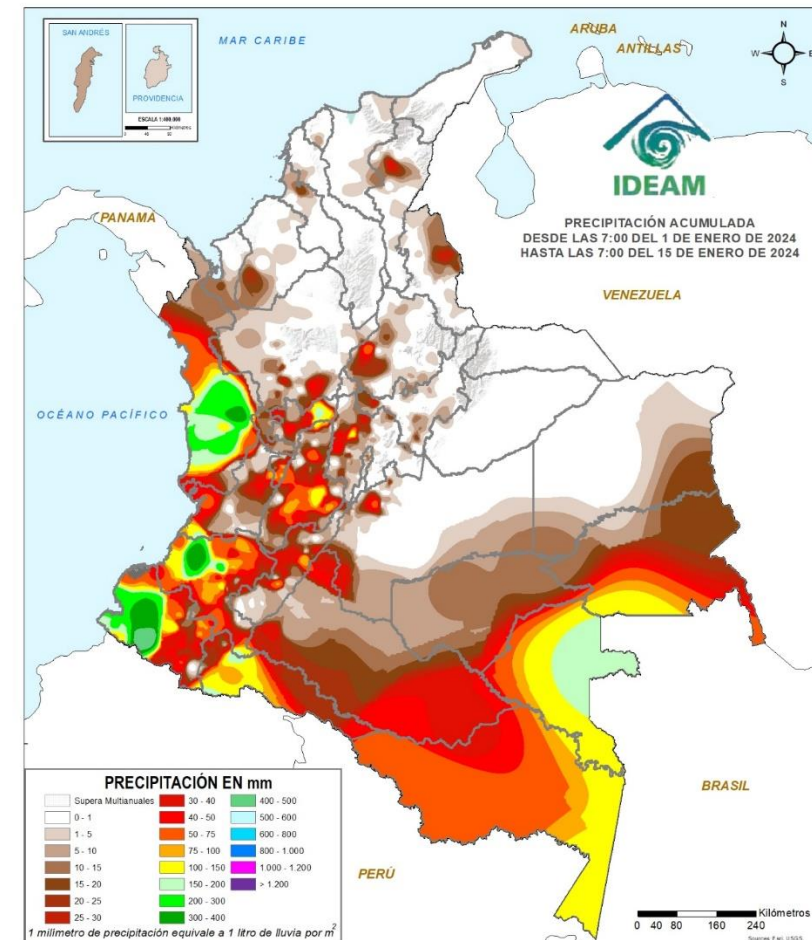 SAN ANDRÉS
PROVIDENCIA
ESCALA 1:400.000
MAR CARIBE
ARUBA
ANTILLAS
N
W
E
S
IDEAM
PRECIPITACIÓN ACUMULADA
DESDE LAS 7:00 DEL 1 DE ENERO DE 2024
HASTA LAS 7:00 DEL 15 DE ENERO DE 2024
PANAMÁ
VENEZUELA
OCÉANO PACÍFICO
BRASIL
PERÚ
PRECIPITACIÓN EN mm
Supera Multianuales
0 - 1
1 - 5
5 - 10
10 - 15
15 - 20
20 - 25
25 - 30
30 - 40
40 - 50
50 - 75
75 - 100
100 - 150
150 - 200
200 - 300
300 - 400
400 - 500
500 - 600
600 - 800
800 - 1.000
1.000 - 1.200
> 1.200
1 milimetro de precipitación equivale a 1 litro de lluvia por m²
Kilómetros
0 40 80 160 240